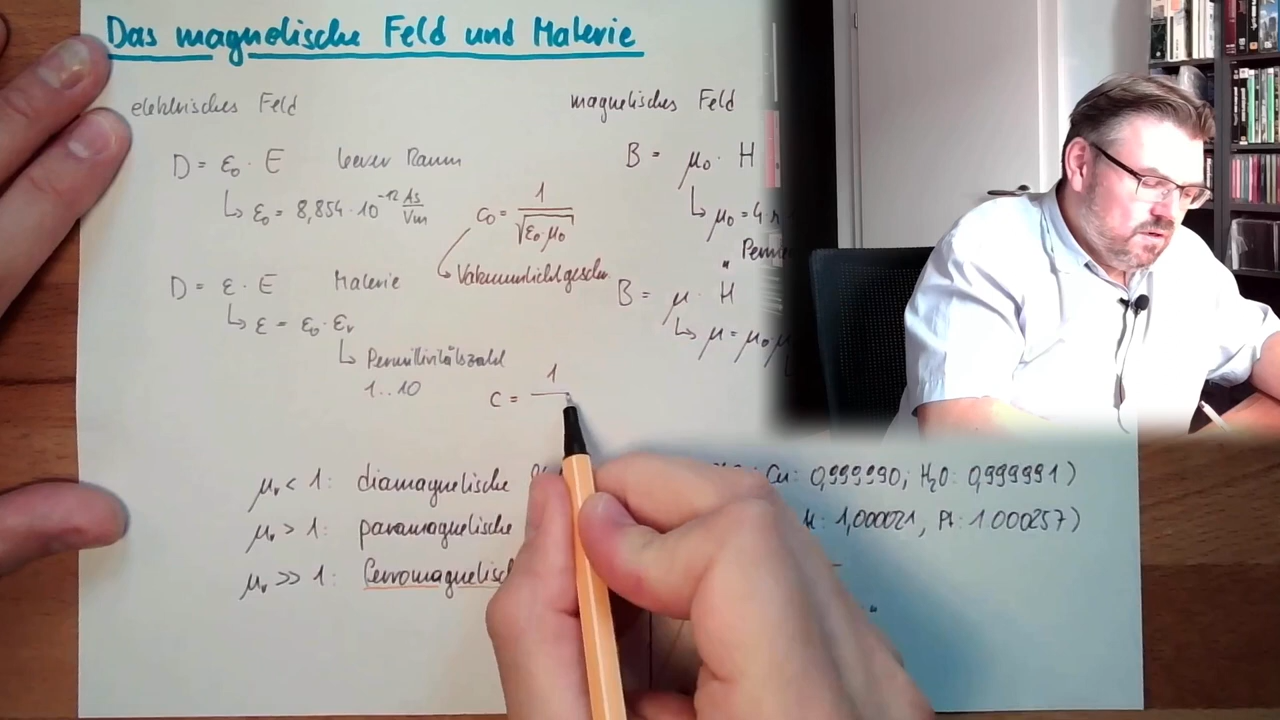 Das magnetische Feld und Materie
elektrisches Feld
magnetisches Feld
D = ε₀ · E leerer Raum
↳ ε₀ = 8,854 · 10⁻¹² As/Vm
c₀ = 1/√(ε₀·μ₀)
↳ Vakuumlichtgeschw.
B = μ₀ · H
↳ μ₀ = 4·π
D = ε · E Materie
↳ ε = ε₀ · εᵣ
↳ Permittivitätszahl
1..10
B = μ · H
↳ μ = μ₀
c = 1
μᵣ < 1: diamagnetische Cu: 0,999990; H₂O: 0,999991)
μᵣ > 1: paramagnetische 1,000021, Pt: 1.000257)
μᵣ >> 1: ferromagnetisch